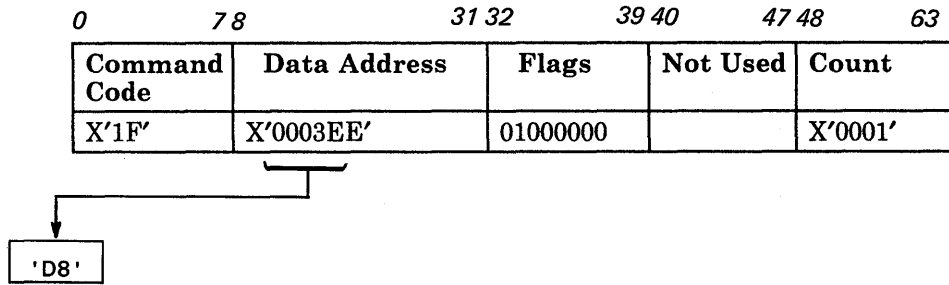 0 7 8 31 32 39 40 47 48 63
Command Code Data Address Flags Not Used Count
X'1F' X'0003EE' 01000000 X'0001'
'D8'